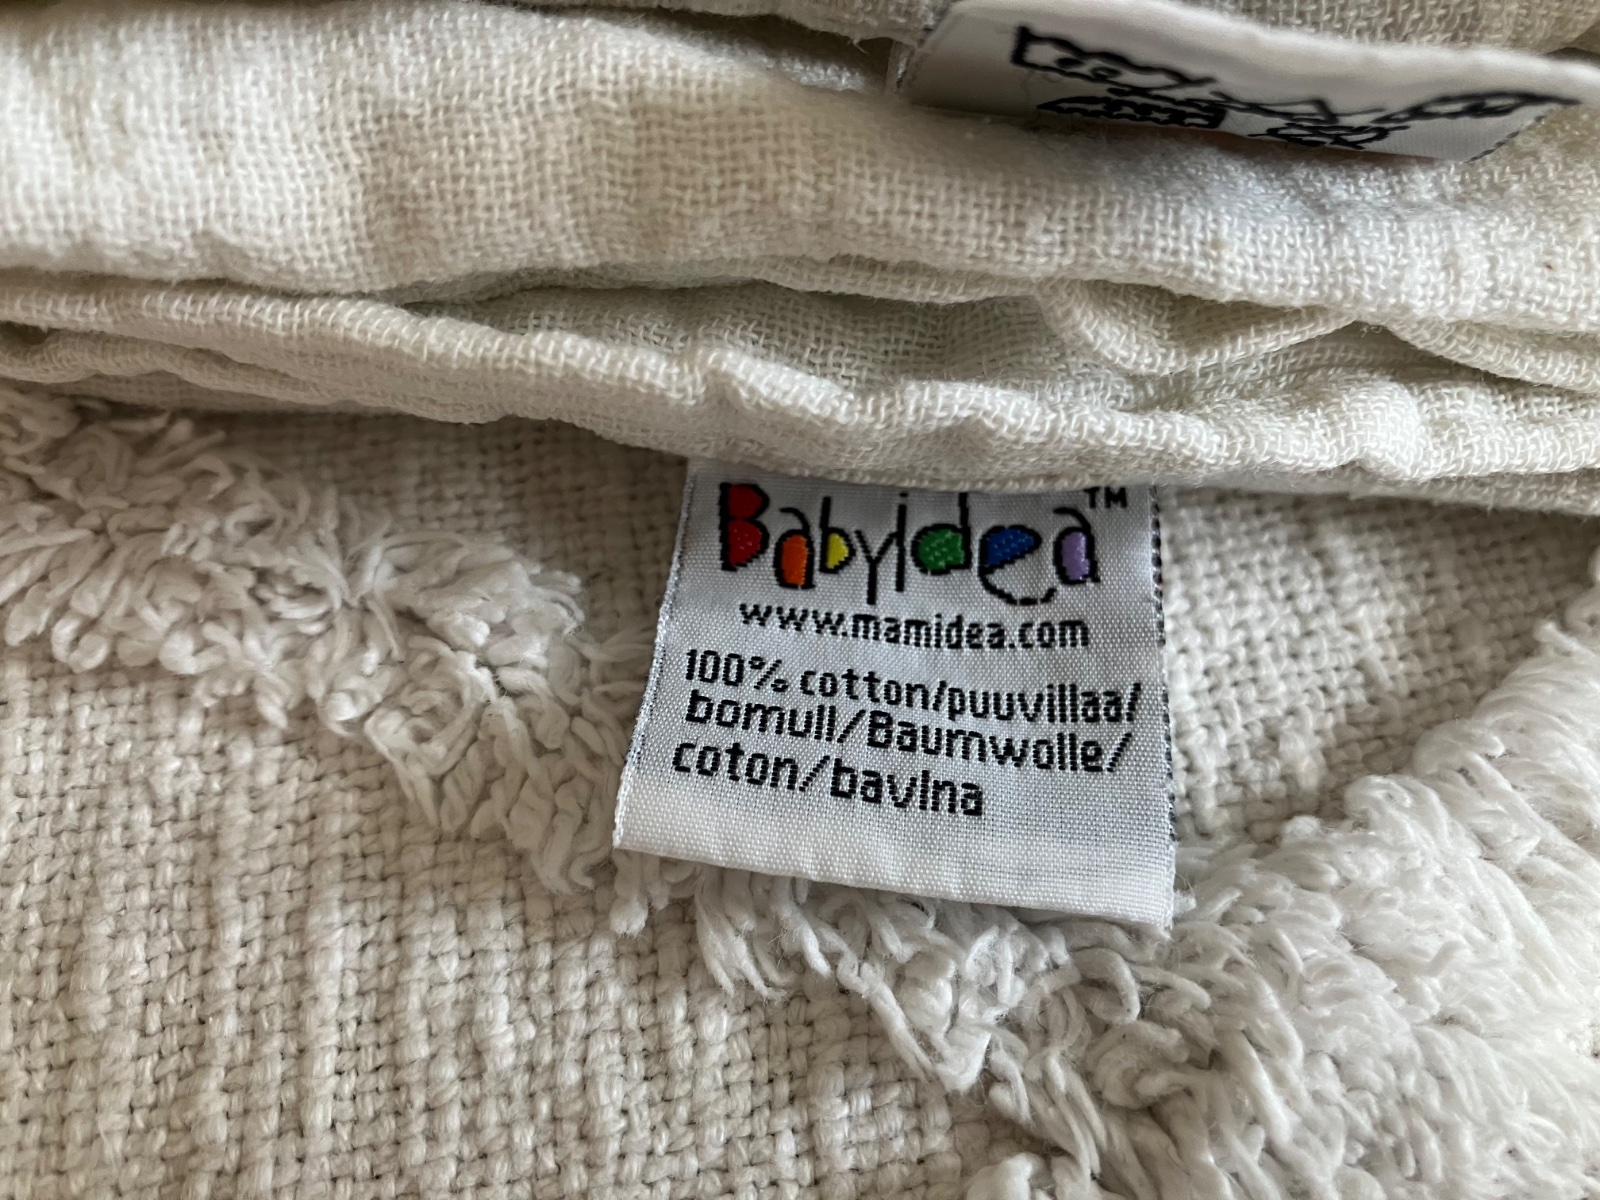 Babyidea™
www.mamidea.com
100% cotton/puuvillaa/
bomull/Baumwolle/
coton/bavlna